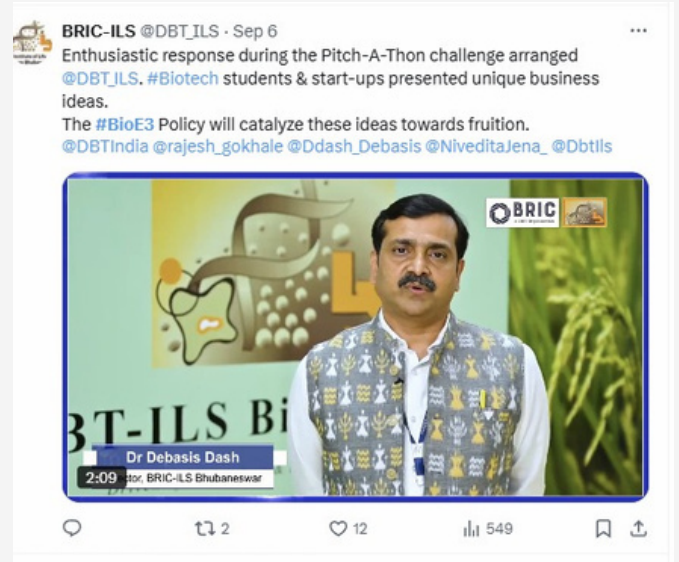 BRIC-ILS @DBT_ILS · Sep 6
Enthusiastic response during the Pitch-A-Thon challenge arranged
@DBT_ILS. #Biotech students & start-ups presented unique business
ideas.
The #BioE3 Policy will catalyze these ideas towards fruition.
@DBTIndia @rajesh_gokhale @Ddash_Debasis @NiveditaJena_ @DbtIls
BRIC
BT-ILS Bi
Dr Debasis Dash
2:09 ctor, BRIC-ILS Bhubaneswar
2 12 549